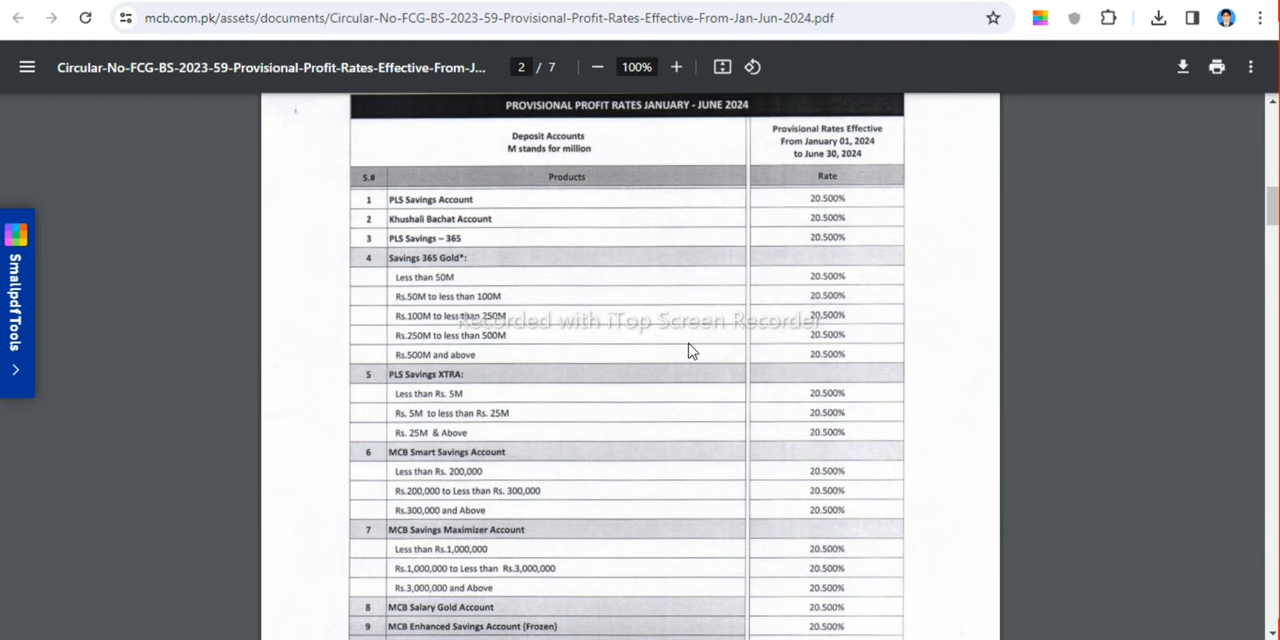 mcb.com.pk/assets/documents/Circular-No-FCG-BS-2023-59-Provisional-Profit-Rates-Effective-From-Jan-Jun-2024.pdf
Circular-No-FCG-BS-2023-59-Provisional-Profit-Rates-Effective-From-J... 2 / 7 100%
PROVISIONAL PROFIT RATES JANUARY - JUNE 2024
Deposit Accounts
M stands for million
Provisional Rates Effective
From January 01, 2024
to June 30, 2024
S.# Products Rate
1 PLS Savings Account 20.500%
2 Khushali Bachat Account 20.500%
3 PLS Savings – 365 20.500%
4 Savings 365 Gold*:
Less than 50M 20.500%
Rs.50M to less than 100M 20.500%
Rs.100M to less than 250M 20.500%
Recorded with iTop Screen Recorder
Rs.250M to less than 500M 20.500%
Rs.500M and above 20.500%
5 PLS Savings XTRA:
Less than Rs. 5M 20.500%
Rs. 5M to less than Rs. 25M 20.500%
Rs. 25M & Above 20.500%
6 MCB Smart Savings Account
Less than Rs. 200,000 20.500%
Rs.200,000 to Less than Rs. 300,000 20.500%
Rs.300,000 and Above 20.500%
7 MCB Savings Maximizer Account
Less than Rs.1,000,000 20.500%
Rs.1,000,000 to Less than Rs.3,000,000 20.500%
Rs.3,000,000 and Above 20.500%
8 MCB Salary Gold Account 20.500%
9 MCB Enhanced Savings Account (Frozen) 20.500%
Smallpdf Tools